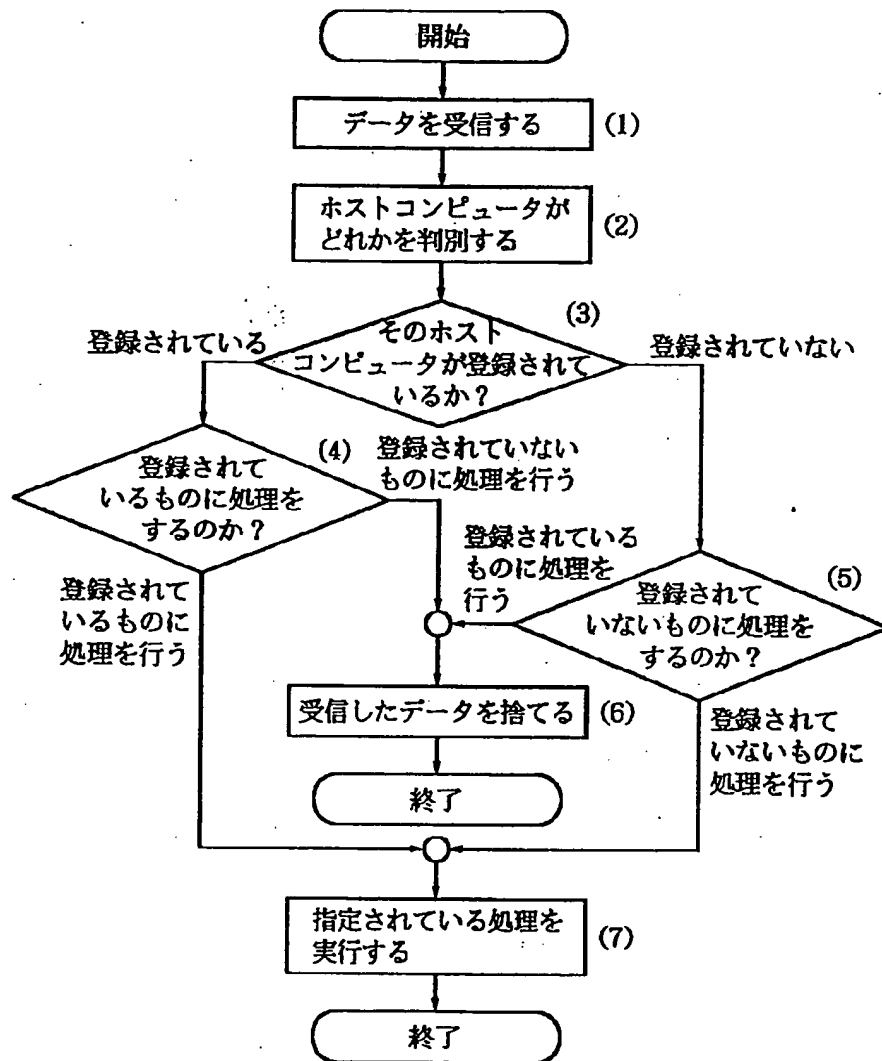 開始
データを受信する
(1)
ホストコンピュータが
どれかを判別する
(2)
(3)
そのホスト
コンピュータが登録されて
いるか？
登録されている
登録されていない
(4)
登録されて
いるものに処理を
するのか？
登録されていない
ものに処理を行う
登録されている
ものに処理を
行う
(5)
登録されて
いないものに処理を
するのか？
登録されて
いるものに
処理を行う
受信したデータを捨てる
(6)
登録されて
いないものに
処理を行う
終了
指定されている処理を
実行する
(7)
終了